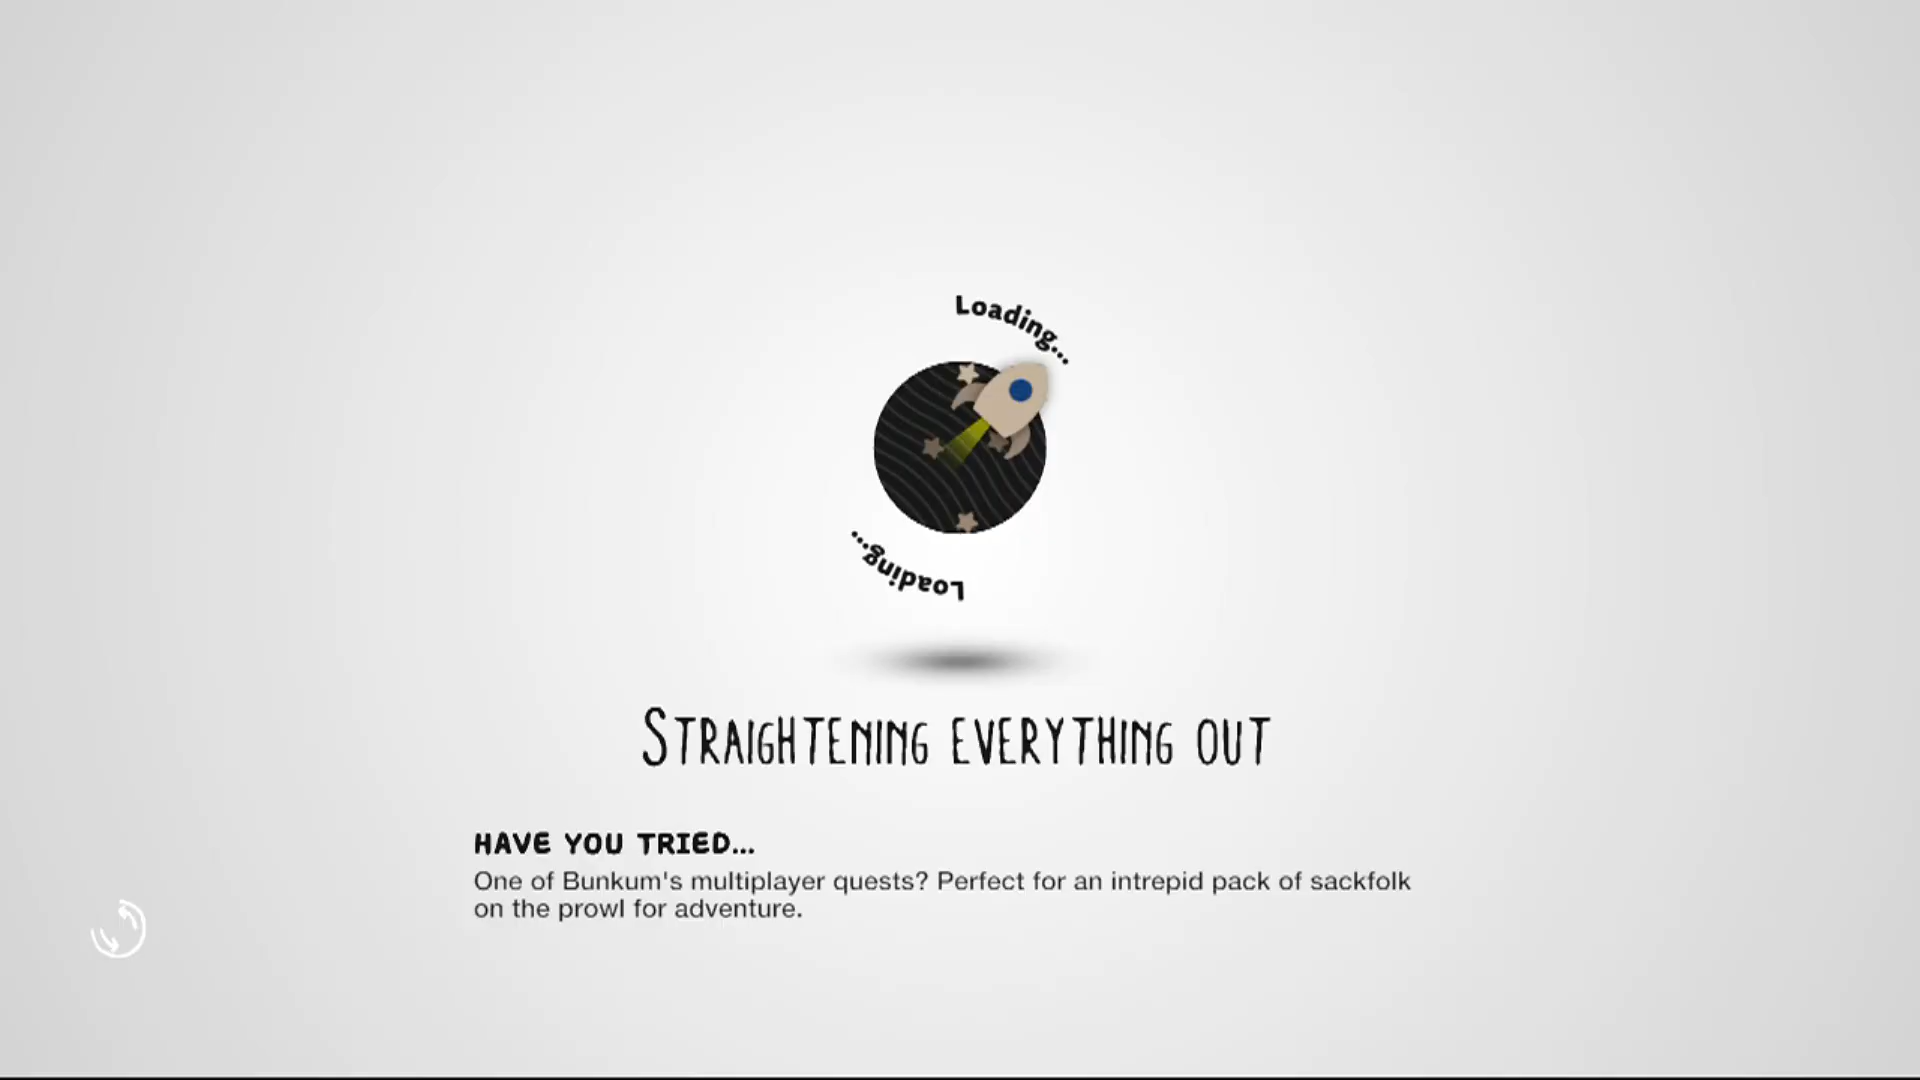 Loading...
Loading...
STRAIGHTENING EVERYTHING OUT
HAVE YOU TRIED...
One of Bunkum's multiplayer quests? Perfect for an intrepid pack of sackfolk
on the prowl for adventure.